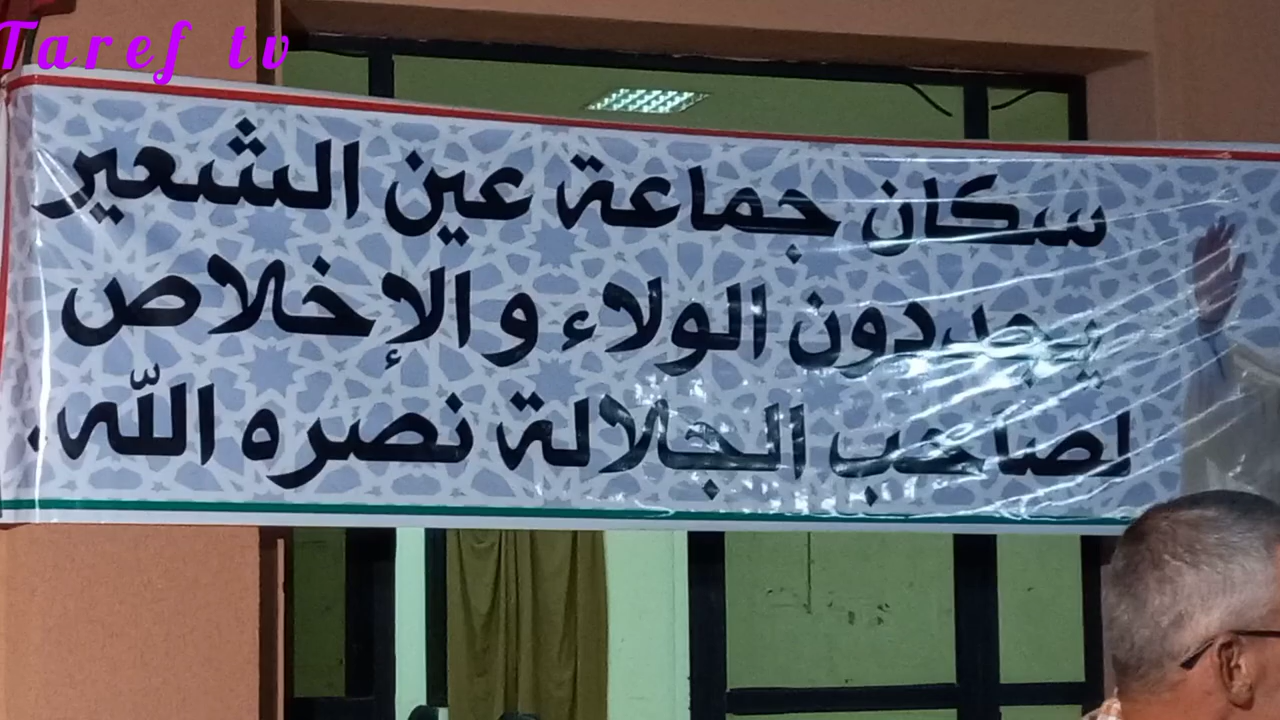 Taref tv
سكان جماعة عين الشعير
يجددون الولاء والإخلاص
لصاحب الجلالة نصره الله.